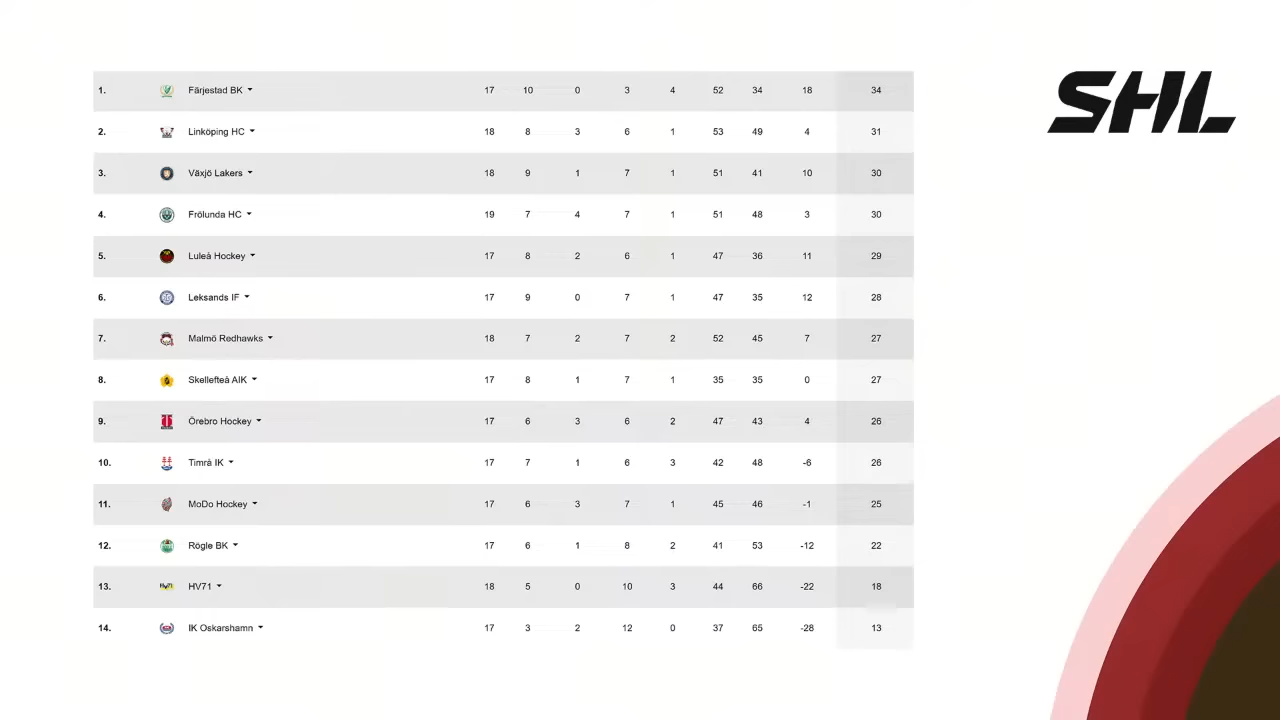 SHL
1. Färjestad BK 17 10 0 3 4 52 34 18 34
2. Linköping HC 18 8 3 6 1 53 49 4 31
3. Växjö Lakers 18 9 1 7 1 51 41 10 30
4. Frölunda HC 19 7 4 7 1 51 48 3 30
5. Luleå Hockey 17 8 2 6 1 47 36 11 29
6. Leksands IF 17 9 0 7 1 47 35 12 28
7. Malmö Redhawks 18 7 2 7 2 52 45 7 27
8. Skellefteå AIK 17 8 1 7 1 35 35 0 27
9. Örebro Hockey 17 6 3 6 2 47 43 4 26
10. Timrå IK 17 7 1 6 3 42 48 -6 26
11. MoDo Hockey 17 6 3 7 1 45 46 -1 25
12. Rögle BK 17 6 1 8 2 41 53 -12 22
13. HV71 18 5 0 10 3 44 66 -22 18
14. IK Oskarshamn 17 3 2 12 0 37 65 -28 13